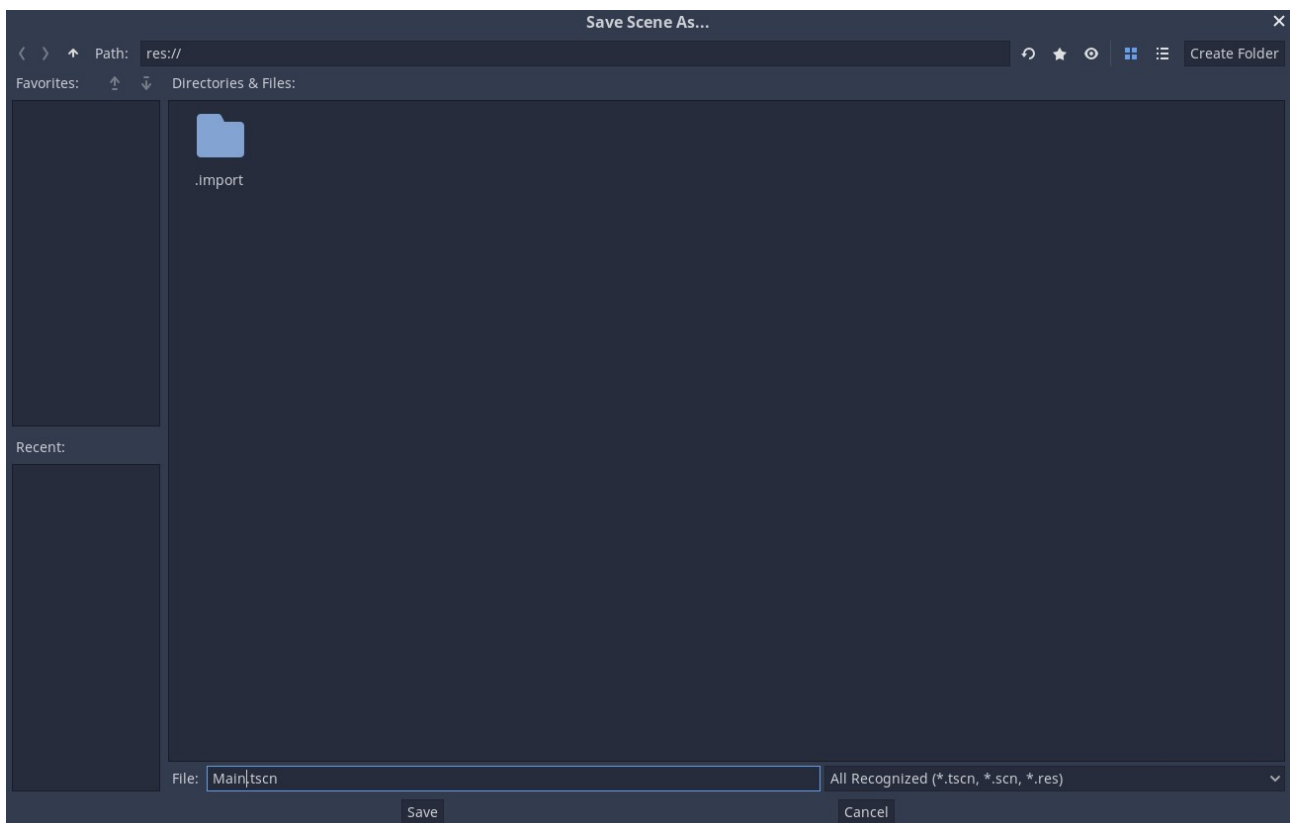 Save Scene As...
Path: res:// Create Folder
Favorites: Directories & Files:
.import
Recent:
File: Main.tscn All Recognized (*.tscn, *.scn, *.res)
Save Cancel